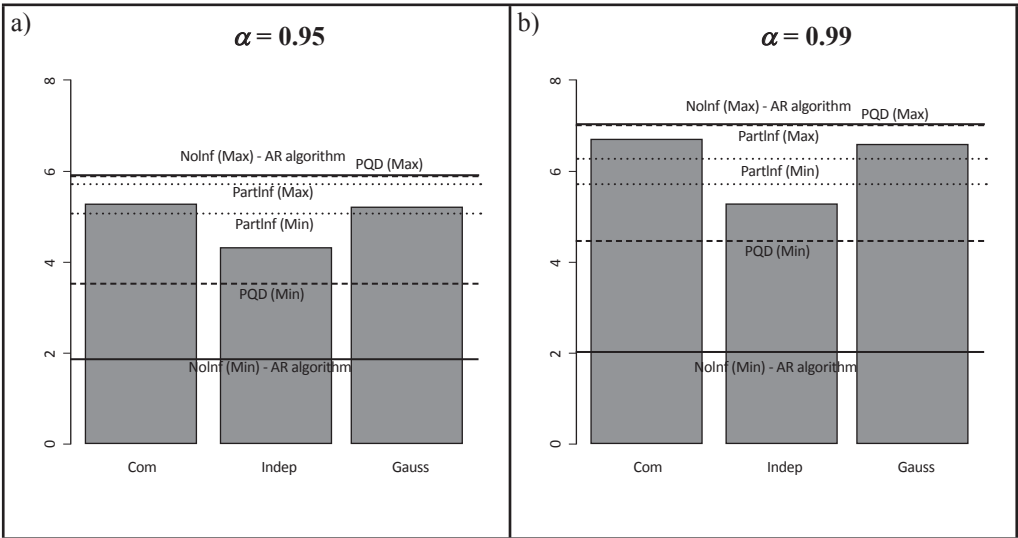 a)
α = 0.95
8
6
4
2
0
NoInf (Max) - AR algorithm
PQD (Max)
PartInf (Max)
PartInf (Min)
PQD (Min)
NoInf (Min) - AR algorithm
Com
Indep
Gauss
b)
α = 0.99
8
6
4
2
0
NoInf (Max) - AR algorithm
PQD (Max)
PartInf (Max)
PartInf (Min)
PQD (Min)
NoInf (Min) - AR algorithm
Com
Indep
Gauss